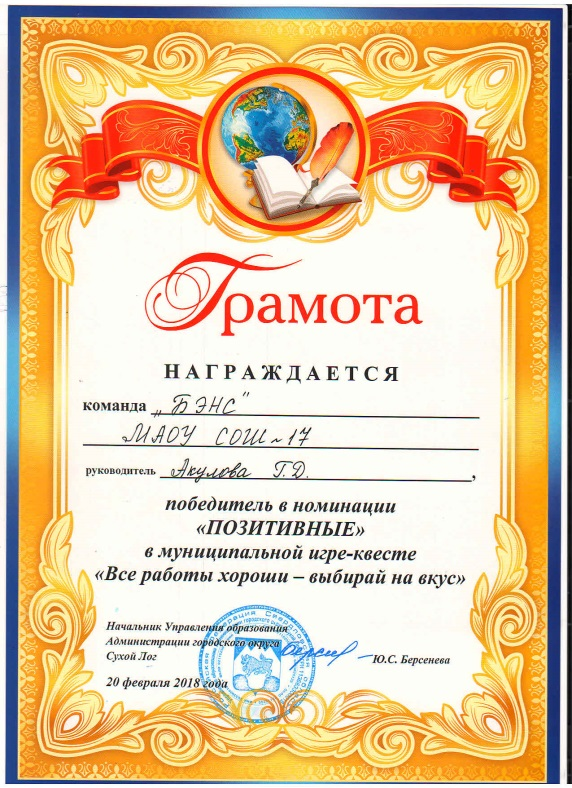 Грамота
НАГРАЖДАЕТСЯ
команда „БЭНС"
МАОУ СОШ № 17
руководитель Акулова Г.Д. ,
победитель в номинации
«ПОЗИТИВНЫЕ»
в муниципальной игре-квесте
«Все работы хороши – выбирай на вкус»
Начальник Управления образования
Администрации городского округа
Сухой Лог
Ю.С. Берсенева
20 февраля 2018 года